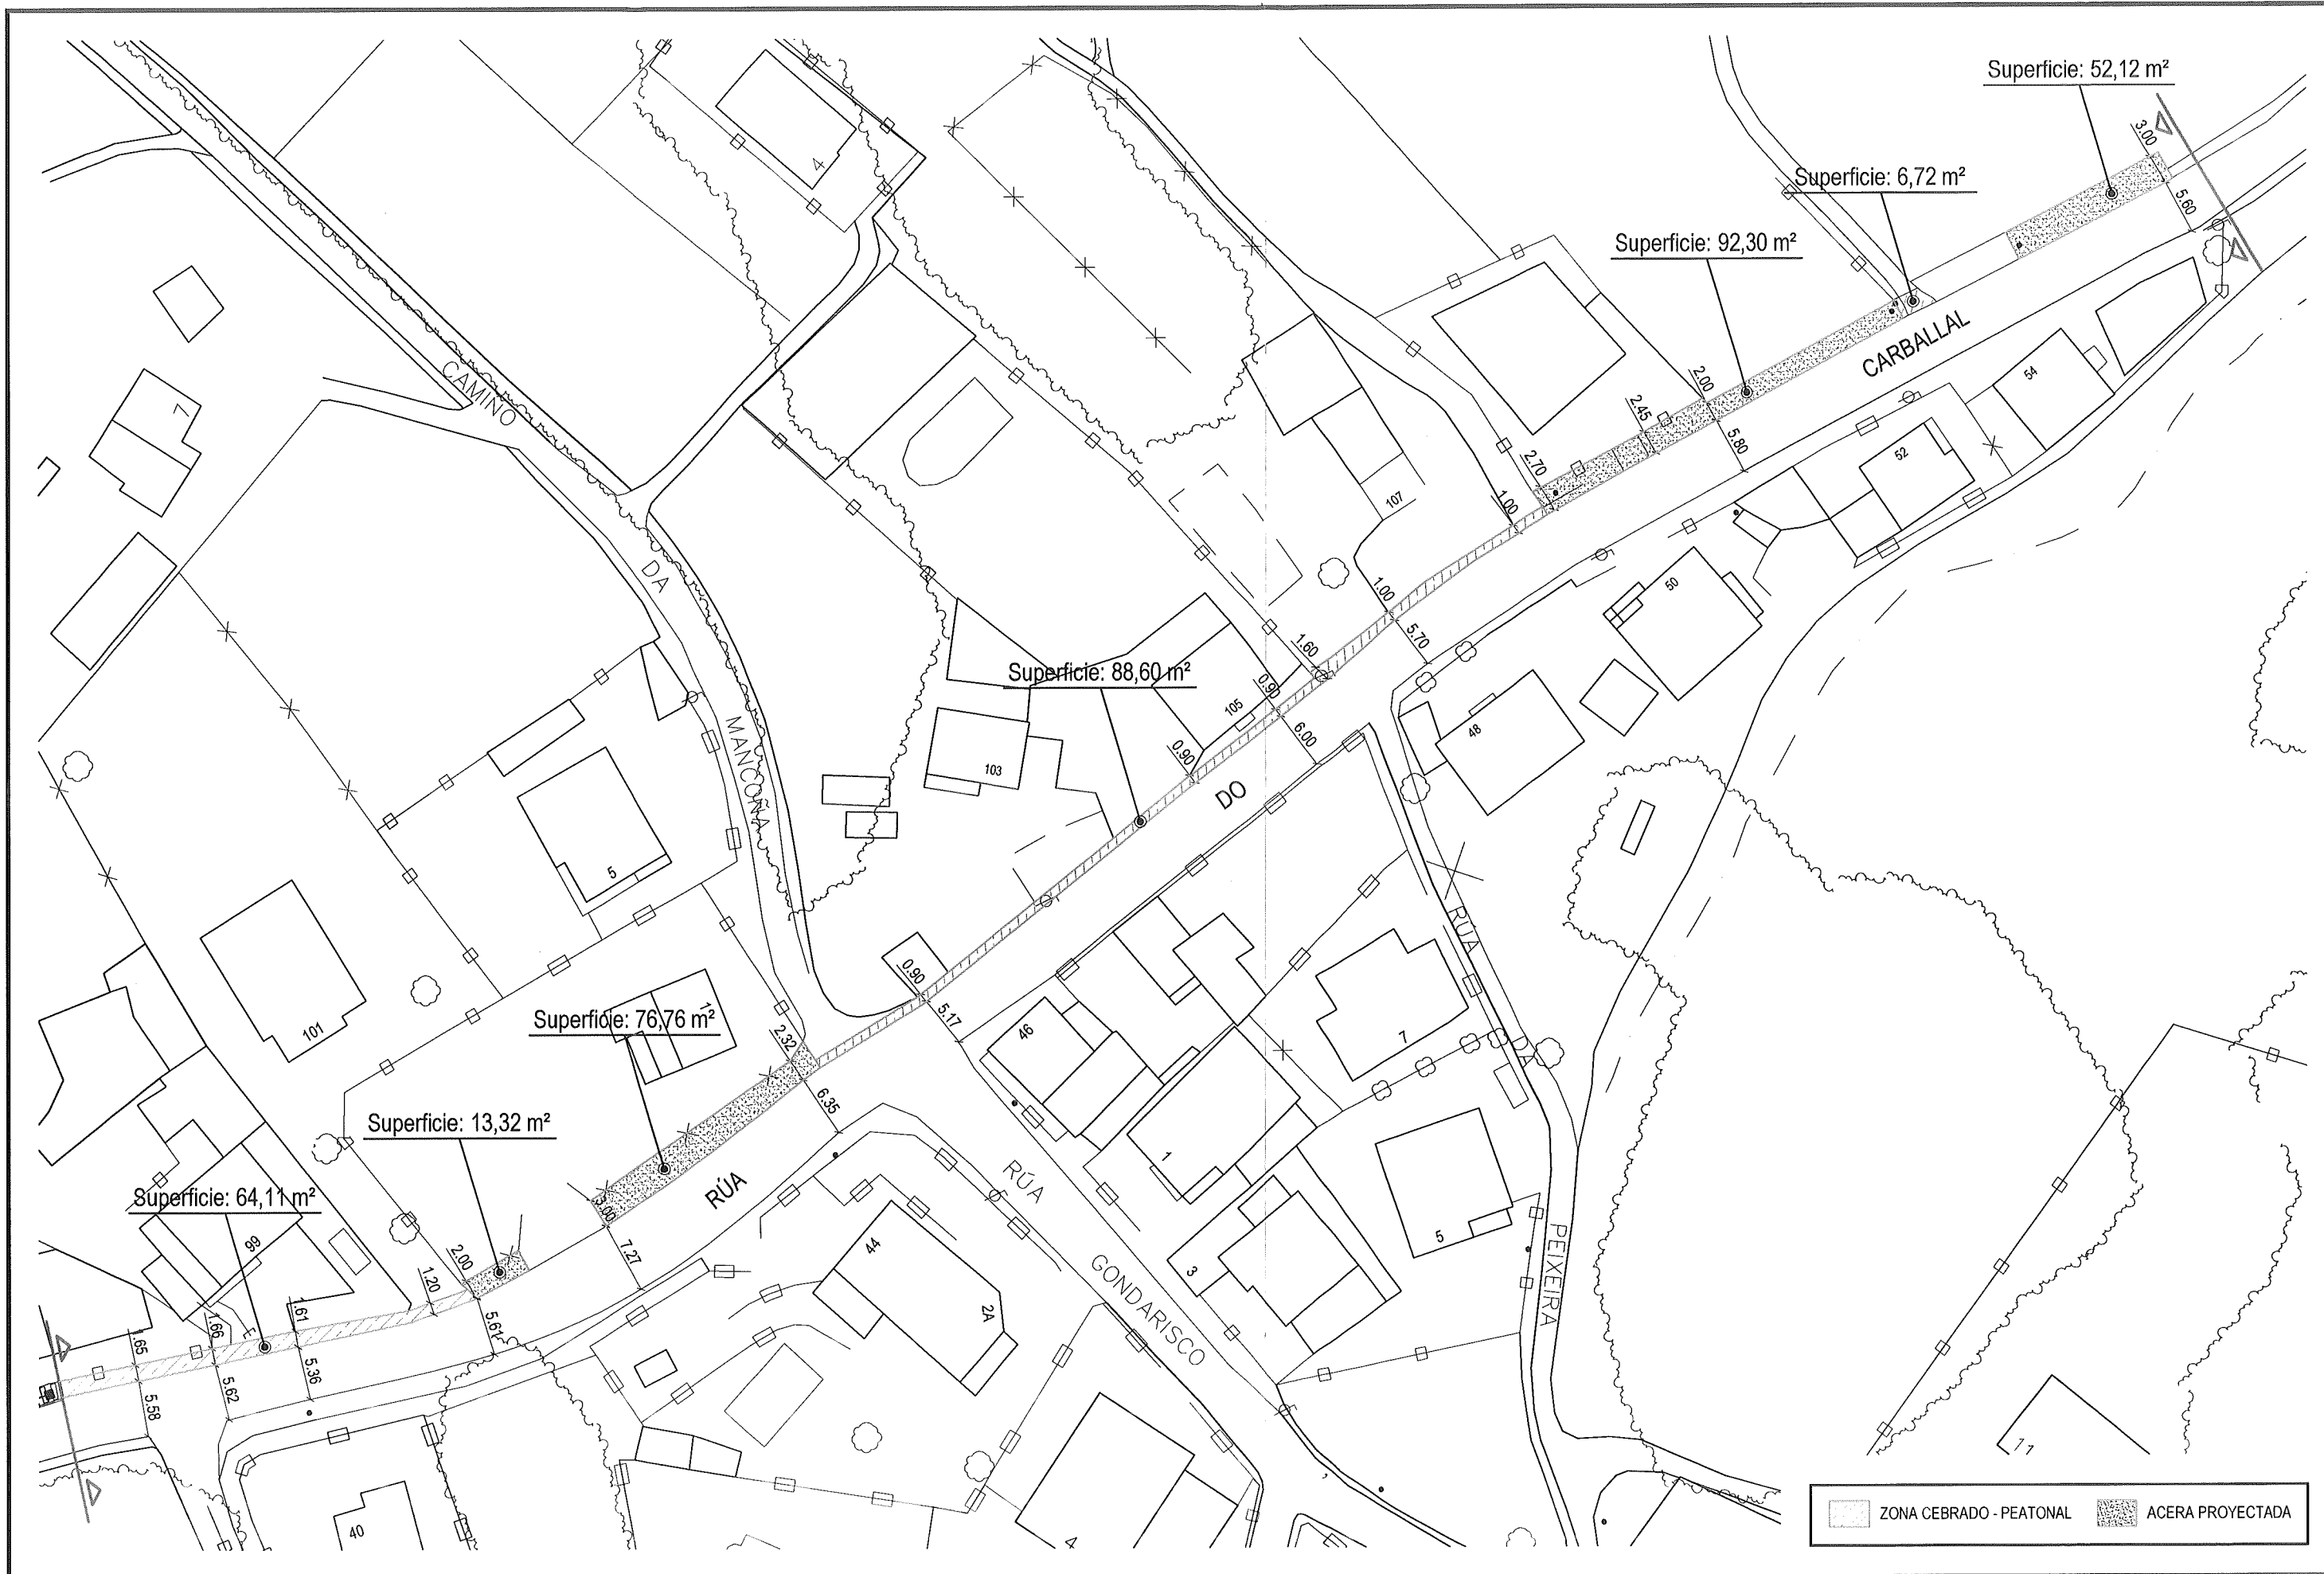 Superficie: 52,12 m²
3.00
5.60
Superficie: 6,72 m²
Superficie: 92,30 m²
CARBALLAL
4
2.00
2.45
5.80
2.70
1.00
54
52
107
50
CAMINO
7
DA
MANCOÑA
1.00
5.70
1.60
Superficie: 88,60 m²
0.90
105
6.00
0.90
103
DO
48
5
101
0.90
5.17
46
RÚA
DA
PEIXEIRA
7
Superficie: 76,76 m²
1
2.32
6.35
Superficie: 13,32 m²
RÚA
3.00
7.27
RÚA
GONDARISCO
1
3
5
44
2A
Superficie: 64,11 m²
99
2.00
1.20
5.61
1.61
5.36
1.66
5.62
1.65
5.58
40
4
11
ZONA CEBRADO - PEATONAL
ACERA PROYECTADA